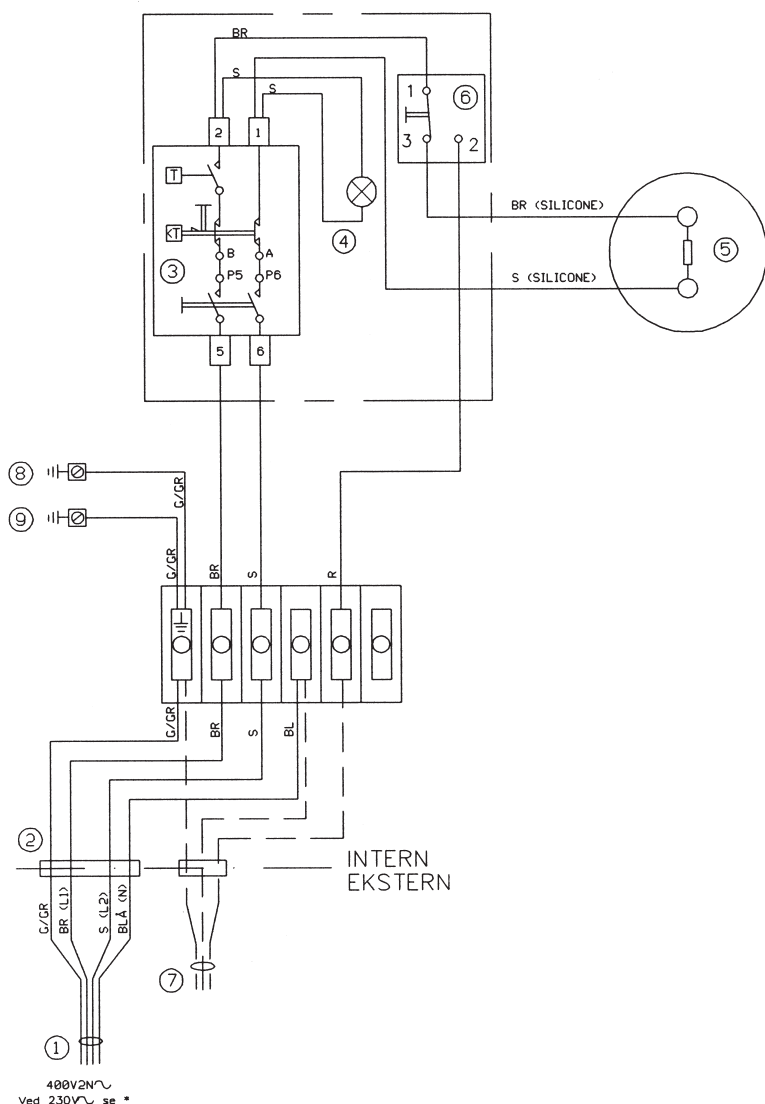 BR
S
S
1
6
3
2
2
1
T
BR (SILICONE)
4
5
KT
3
B
A
P5
P6
S (SILICONE)
5
6
8
G/GR
9
G/GR
BR
S
R
G/GR
BR
S
BL
2
INTERN
EKSTERN
G/GR
BR (L1)
S (L2)
BLÅ (N)
7
1
400V2N~
Ved 230V~ se *